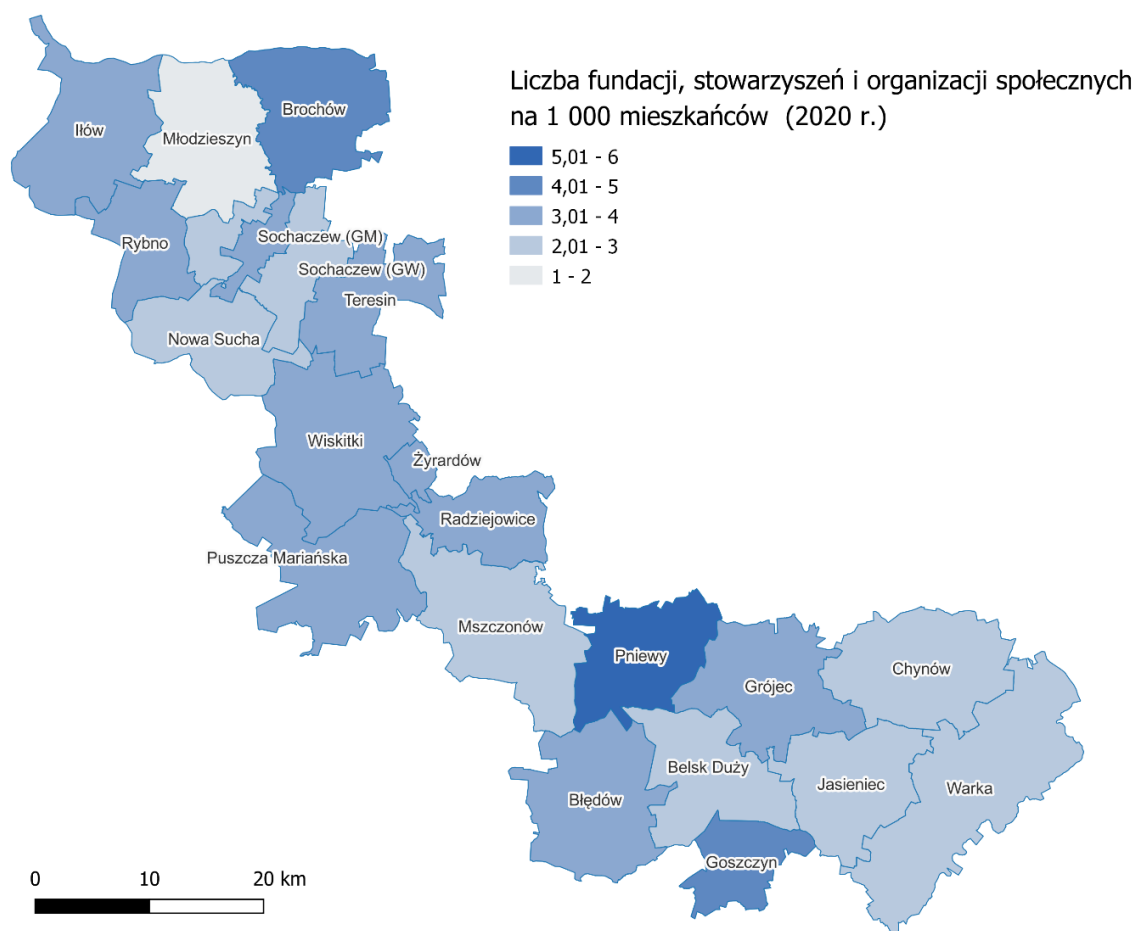 Liczba fundacji, stowarzyszeń i organizacji społecznych
na 1 000 mieszkańców (2020 r.)
5,01 - 6
4,01 - 5
3,01 - 4
2,01 - 3
1 - 2
Iłów
Młodzieszyn
Brochów
Rybno
Sochaczew (GM)
Sochaczew (GW)
Teresin
Nowa Sucha
Wiskitki
Żyrardów
Radziejowice
Puszcza Mariańska
Mszczonów
Pniewy
Grójec
Chynów
Błędów
Belsk Duży
Jasieniec
Warka
Goszczyn
0 10 20 km